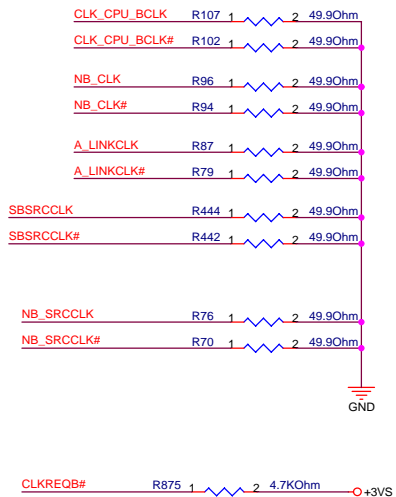 CLK_CPU_BCLK R107 1 2 49.9Ohm
CLK_CPU_BCLK# R102 1 2 49.9Ohm
NB_CLK R96 1 2 49.9Ohm
NB_CLK# R94 1 2 49.9Ohm
A_LINKCLK R87 1 2 49.9Ohm
A_LINKCLK# R79 1 2 49.9Ohm
SBSRCCLK R444 1 2 49.9Ohm
SBSRCCLK# R442 1 2 49.9Ohm
NB_SRCCLK R76 1 2 49.9Ohm
NB_SRCCLK# R70 1 2 49.9Ohm
GND
CLKREQB# R875 1 2 4.7KOhm +3VS